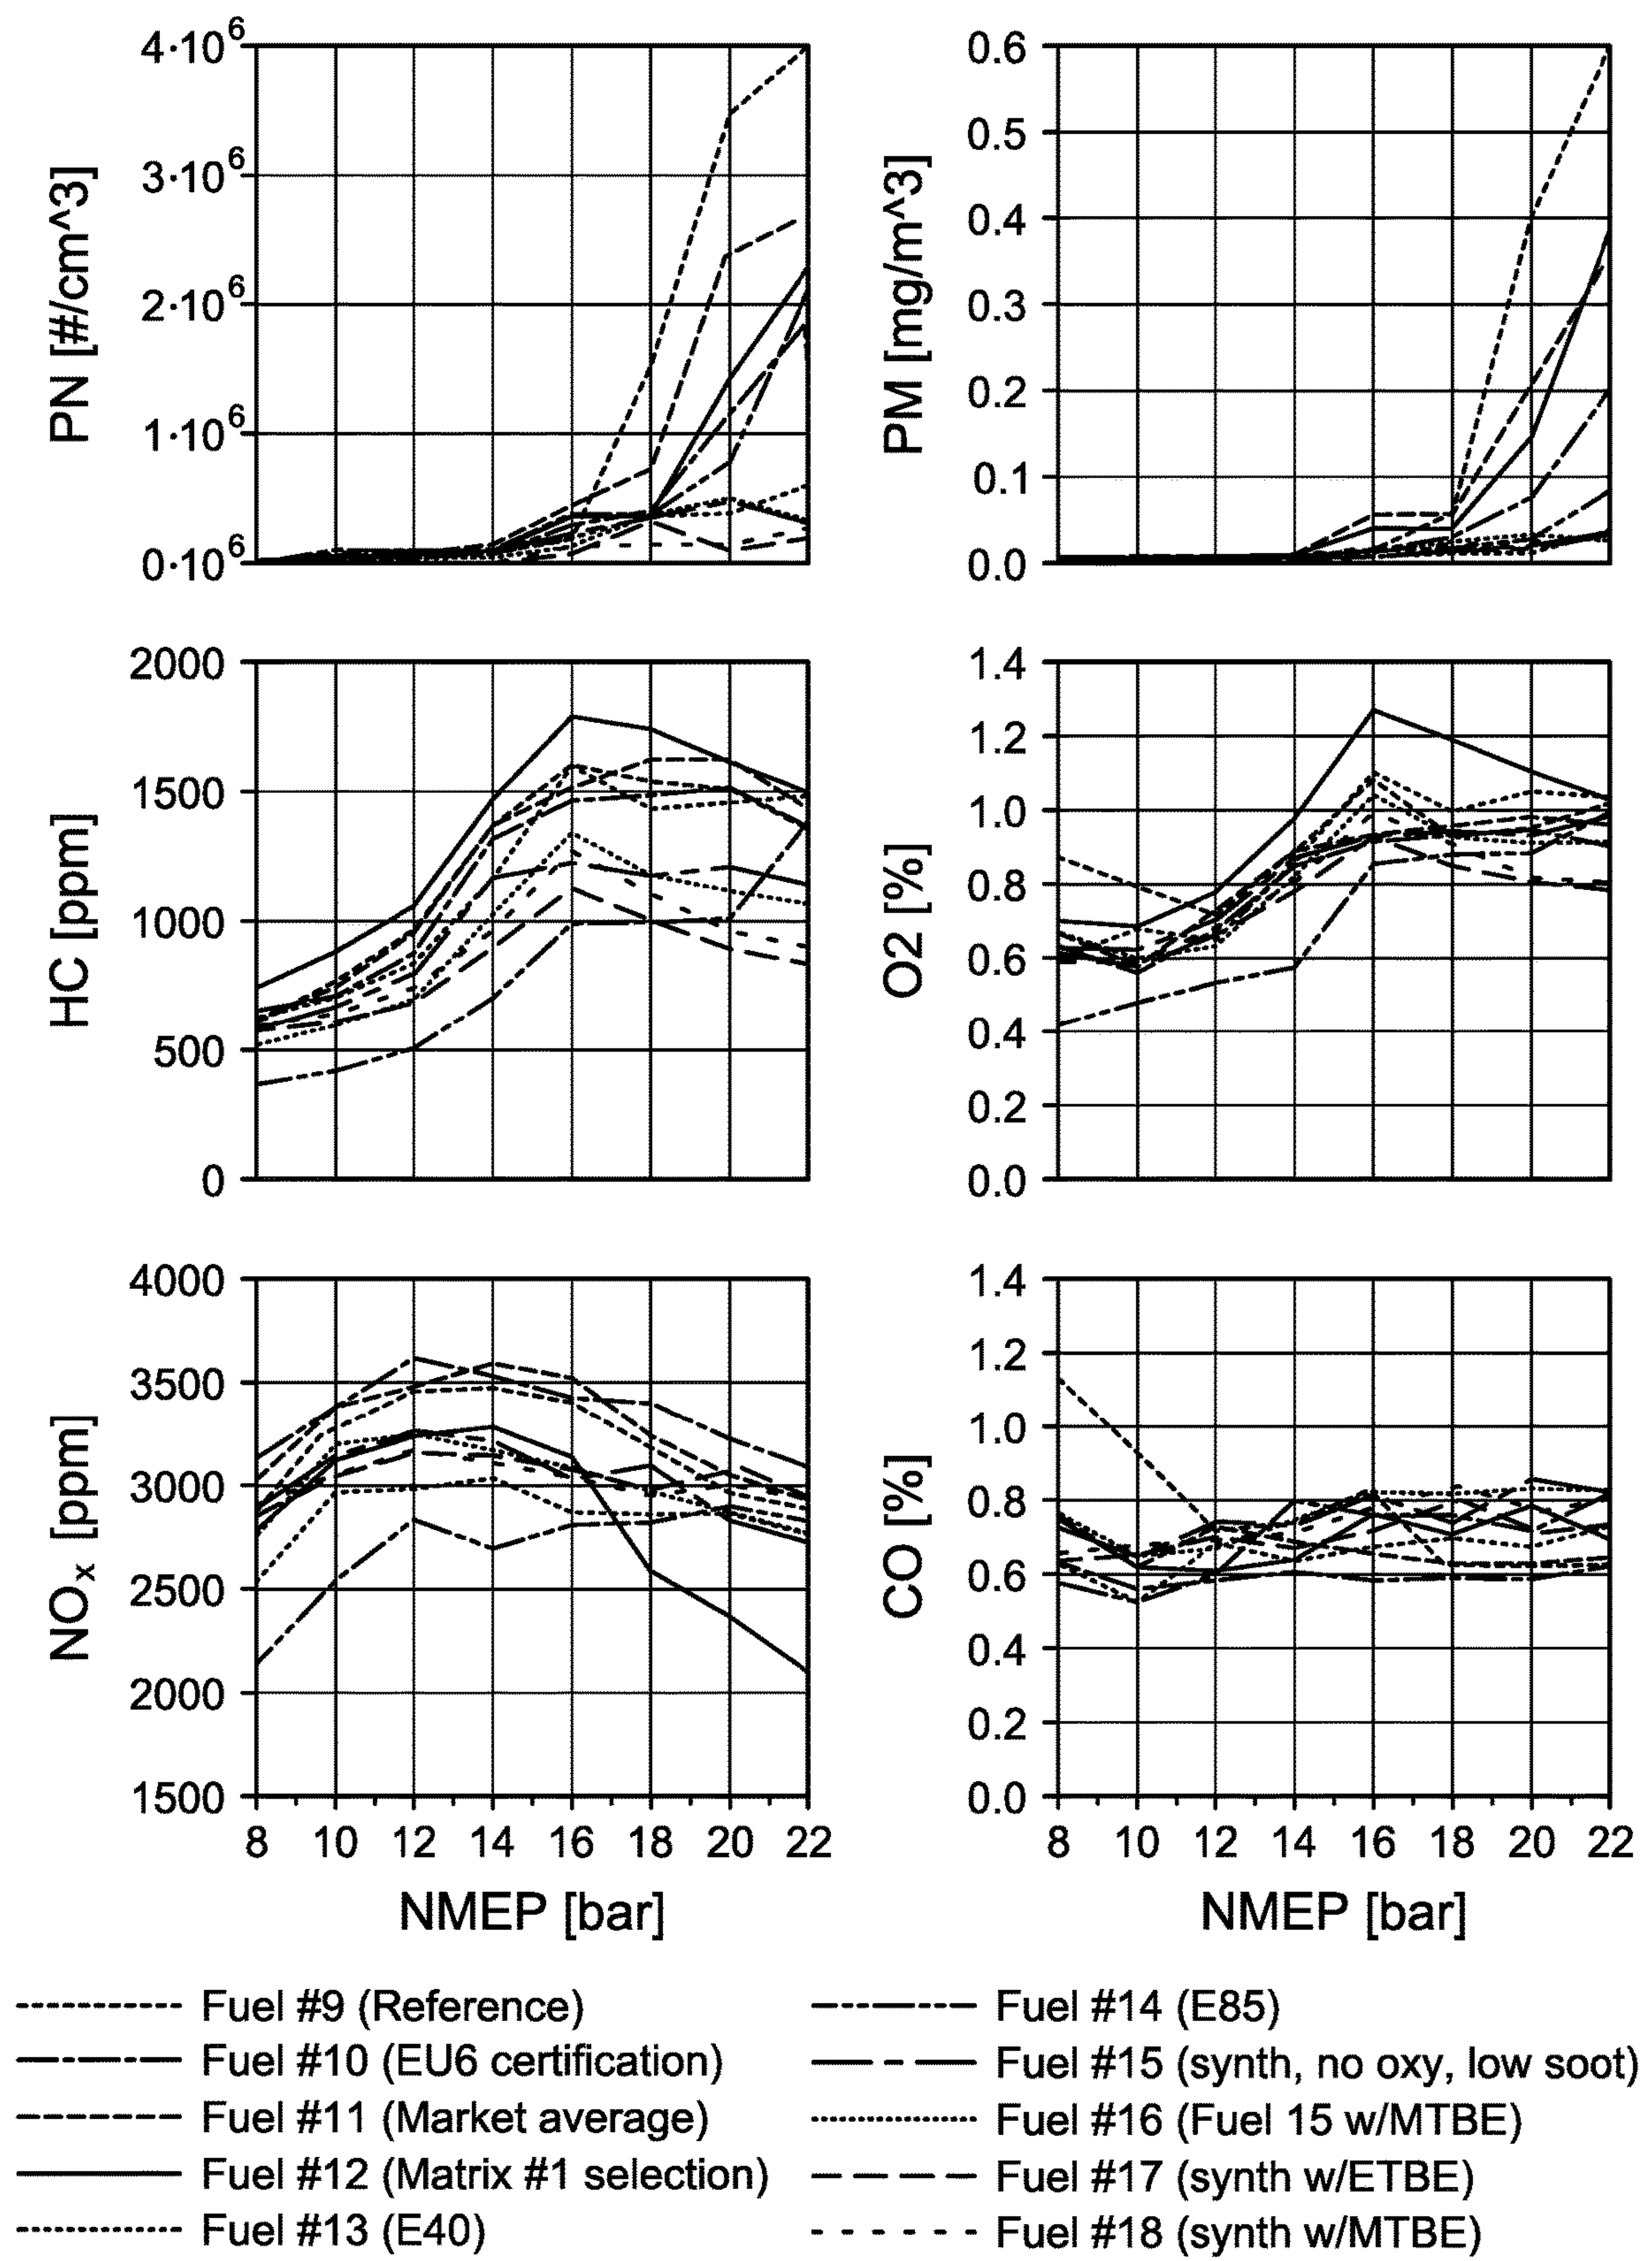 4·10⁶
3·10⁶
2·10⁶
1·10⁶
0·10⁶
PN [#/cm^3]
0.6
0.5
0.4
0.3
0.2
0.1
0.0
PM [mg/m^3]
2000
1500
1000
500
0
HC [ppm]
1.4
1.2
1.0
0.8
0.6
0.4
0.2
0.0
O2 [%]
4000
3500
3000
2500
2000
1500
NOx [ppm]
8 10 12 14 16 18 20 22
NMEP [bar]
1.4
1.2
1.0
0.8
0.6
0.4
0.2
0.0
CO [%]
8 10 12 14 16 18 20 22
NMEP [bar]
Fuel #9 (Reference)
Fuel #10 (EU6 certification)
Fuel #11 (Market average)
Fuel #12 (Matrix #1 selection)
Fuel #13 (E40)
Fuel #14 (E85)
Fuel #15 (synth, no oxy, low soot)
Fuel #16 (Fuel 15 w/MTBE)
Fuel #17 (synth w/ETBE)
Fuel #18 (synth w/MTBE)